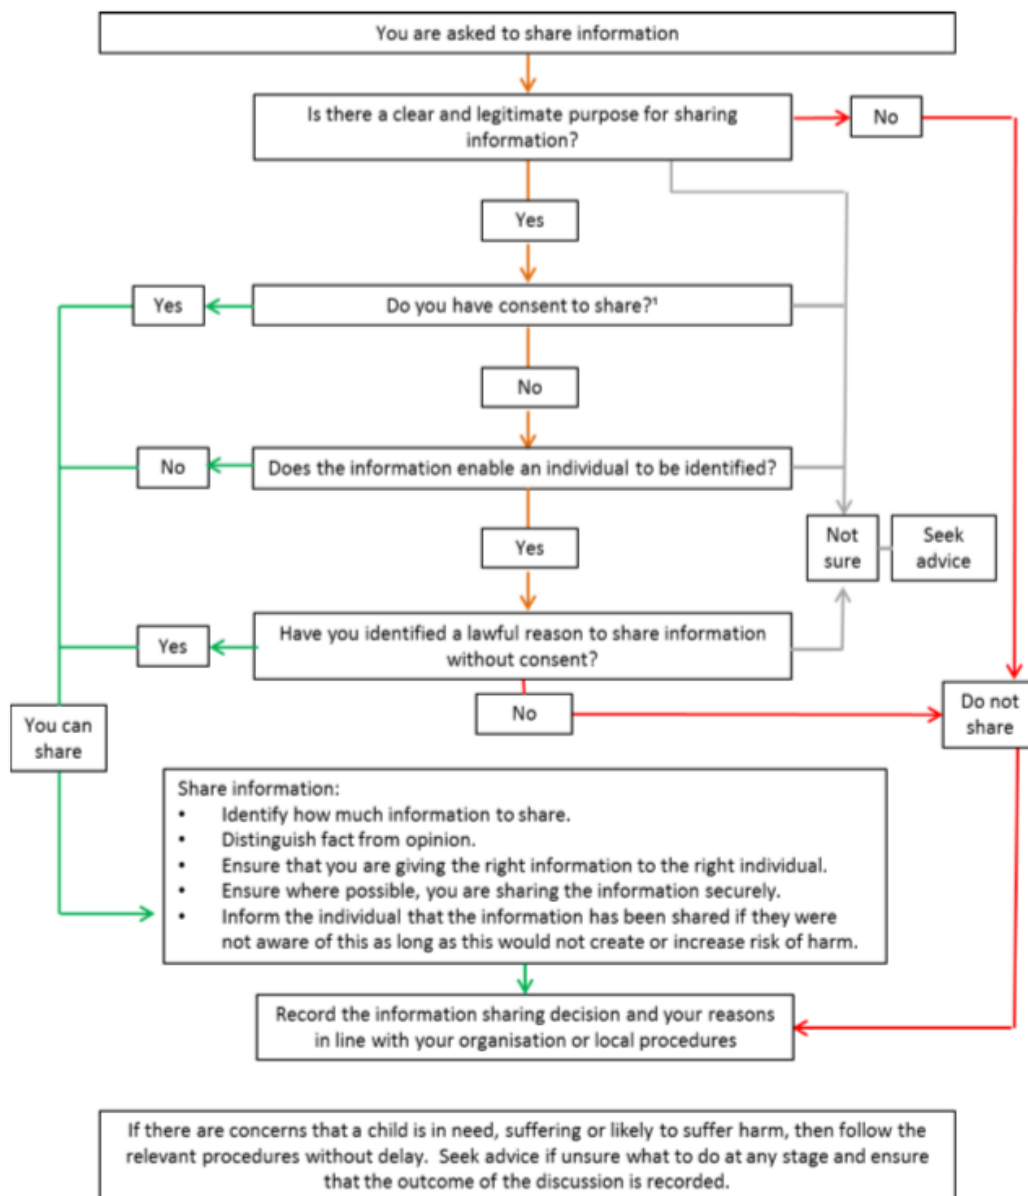 You are asked to share information
Is there a clear and legitimate purpose for sharing
information?
No
Yes
Yes
Do you have consent to share?¹
No
No
Does the information enable an individual to be identified?
Yes
Not
sure
Seek
advice
Yes
Have you identified a lawful reason to share information
without consent?
No
Do not
share
You can
share
Share information:
• Identify how much information to share.
• Distinguish fact from opinion.
• Ensure that you are giving the right information to the right individual.
• Ensure where possible, you are sharing the information securely.
• Inform the individual that the information has been shared if they were
not aware of this as long as this would not create or increase risk of harm.
Record the information sharing decision and your reasons
in line with your organisation or local procedures
If there are concerns that a child is in need, suffering or likely to suffer harm, then follow the
relevant procedures without delay. Seek advice if unsure what to do at any stage and ensure
that the outcome of the discussion is recorded.